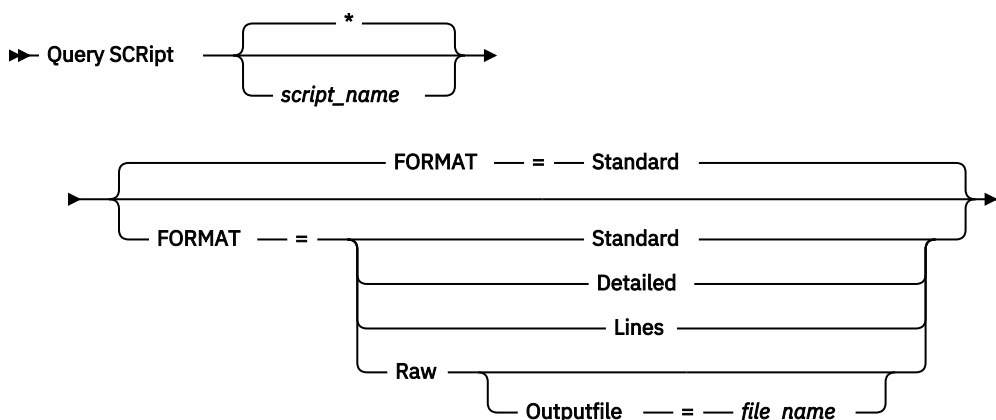 *
Query SCRipt
script_name
FORMAT = Standard
FORMAT = Standard
Detailed
Lines
Raw
Outputfile = file_name